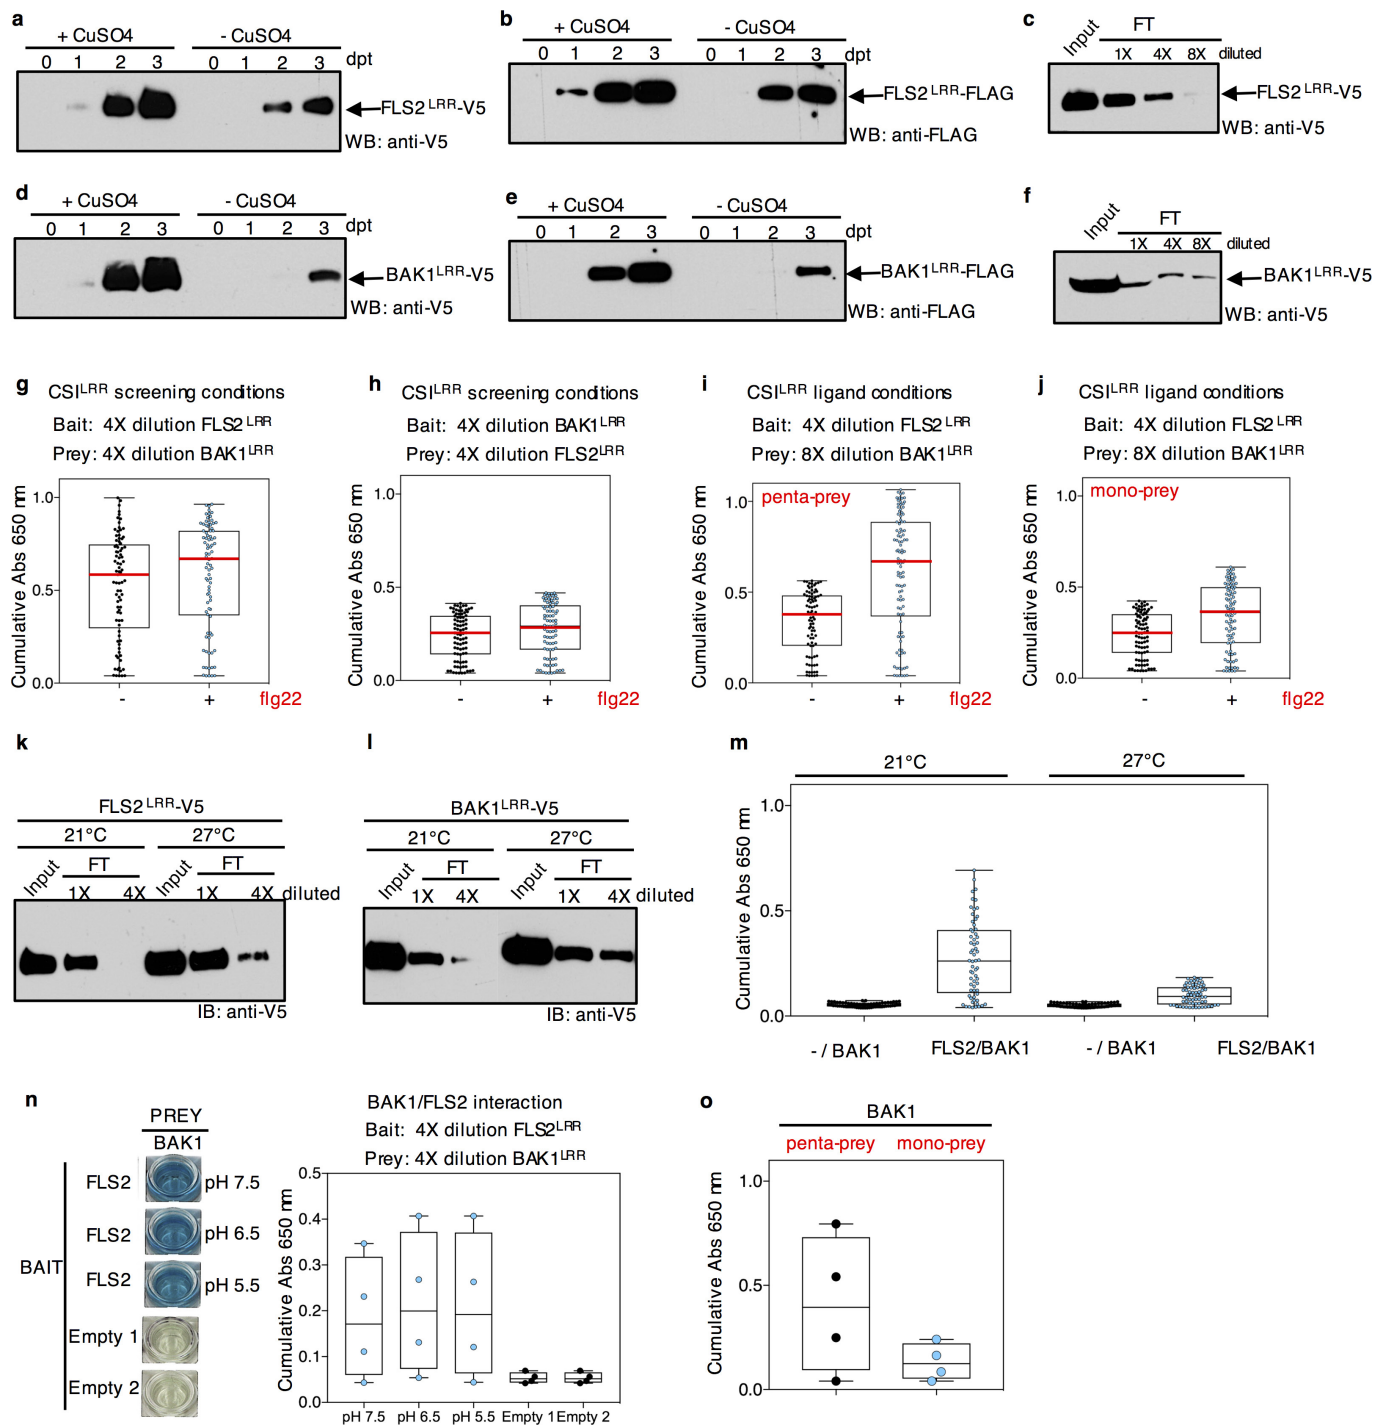 a
+ CuSO4 - CuSO4
0 1 2 3 0 1 2 3 dpt
FLS2 LRR-V5
WB: anti-V5
b
+ CuSO4 - CuSO4
0 1 2 3 0 1 2 3 dpt
FLS2 LRR-FLAG
WB: anti-FLAG
c
Input FT
1X 4X 8X diluted
FLS2 LRR-V5
WB: anti-V5
d
+ CuSO4 - CuSO4
0 1 2 3 0 1 2 3 dpt
BAK1 LRR-V5
WB: anti-V5
e
+ CuSO4 - CuSO4
0 1 2 3 0 1 2 3 dpt
BAK1 LRR-FLAG
WB: anti-FLAG
f
Input FT
1X 4X 8X diluted
BAK1 LRR-V5
WB: anti-V5
g
CSI LRR screening conditions
Bait: 4X dilution FLS2 LRR
Prey: 4X dilution BAK1 LRR
Cumulative Abs 650 nm
1.0
0.5
0.0
- + flg22
h
CSI LRR screening conditions
Bait: 4X dilution BAK1 LRR
Prey: 4X dilution FLS2 LRR
Cumulative Abs 650 nm
1.0
0.5
0.0
- + flg22
i
CSI LRR ligand conditions
Bait: 4X dilution FLS2 LRR
Prey: 8X dilution BAK1 LRR
penta-prey
Cumulative Abs 650 nm
1.0
0.5
0.0
- + flg22
j
CSI LRR ligand conditions
Bait: 4X dilution FLS2 LRR
Prey: 8X dilution BAK1 LRR
mono-prey
Cumulative Abs 650 nm
1.0
0.5
0.0
- + flg22
k
FLS2 LRR-V5
21°C 27°C
Input FT Input FT
1X 4X 1X 4X diluted
IB: anti-V5
l
BAK1 LRR-V5
21°C 27°C
Input FT Input FT
1X 4X 1X 4X diluted
IB: anti-V5
m
21°C 27°C
Cumulative Abs 650 nm
1.0
0.5
0.0
- / BAK1 FLS2/BAK1 - / BAK1 FLS2/BAK1
n
PREY
BAK1
BAIT
FLS2 pH 7.5
FLS2 pH 6.5
FLS2 pH 5.5
Empty 1
Empty 2
BAK1/FLS2 interaction
Bait: 4X dilution FLS2 LRR
Prey: 4X dilution BAK1 LRR
Cumulative Abs 650 nm
0.5
0.4
0.3
0.2
0.1
0.0
pH 7.5 pH 6.5 pH 5.5 Empty 1 Empty 2
o
BAK1
penta-prey mono-prey
Cumulative Abs 650 nm
1.0
0.5
0.0